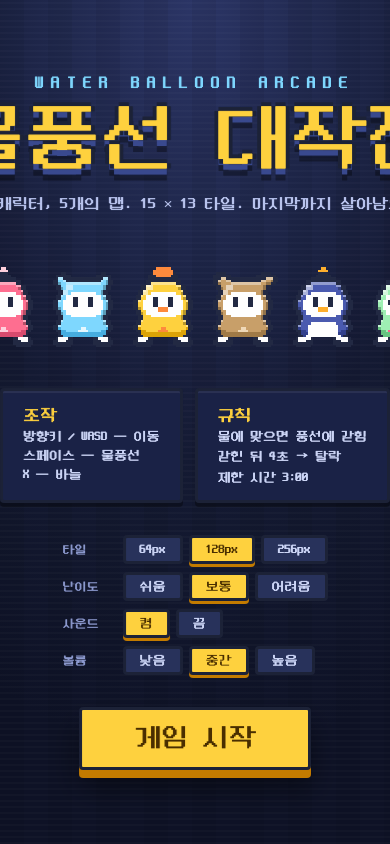 WATER BALLOON ARCADE
물풍선 대작전
캐릭터, 5개의 맵. 15 × 13 타일. 마지막까지 살아남
조작
방향키 / WASD — 이동
스페이스 — 물풍선
X — 바늘
규칙
물에 맞으면 풍선에 갇힘
갇힌 뒤 4초 → 탈락
제한 시간 3:00
타일 64px 128px 256px
난이도 쉬움 보통 어려움
사운드 켬 끔
볼륨 낮음 중간 높음
게임 시작